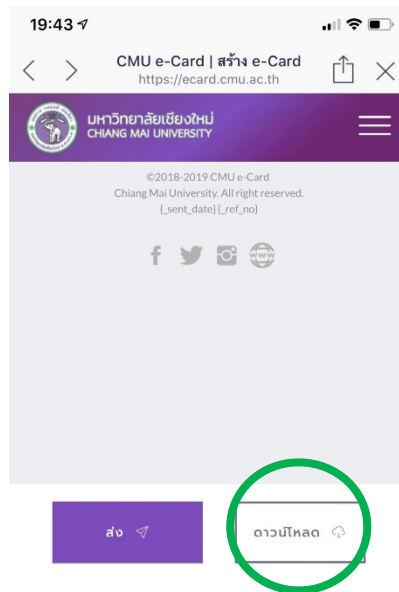 19:43
CMU e-Card | สร้าง e-Card
https://ecard.cmu.ac.th
มหาวิทยาลัยเชียงใหม่
CHIANG MAI UNIVERSITY
©2018-2019 CMU e-Card
Chiang Mai University. All right reserved.
{_sent_date} {_ref_no}
www
ส่ง
ดาวน์โหลด